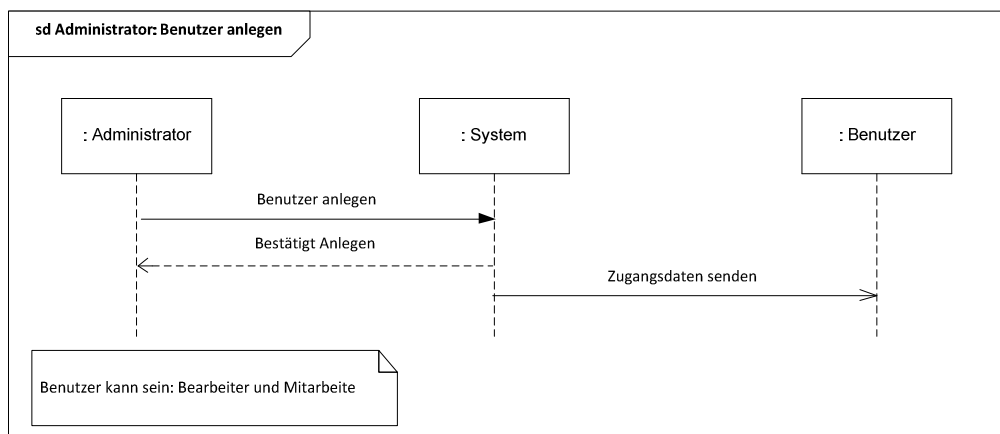 sd Administrator: Benutzer anlegen
: Administrator
: System
: Benutzer
Benutzer anlegen
Bestätigt Anlegen
Zugangsdaten senden
Benutzer kann sein: Bearbeiter und Mitarbeite